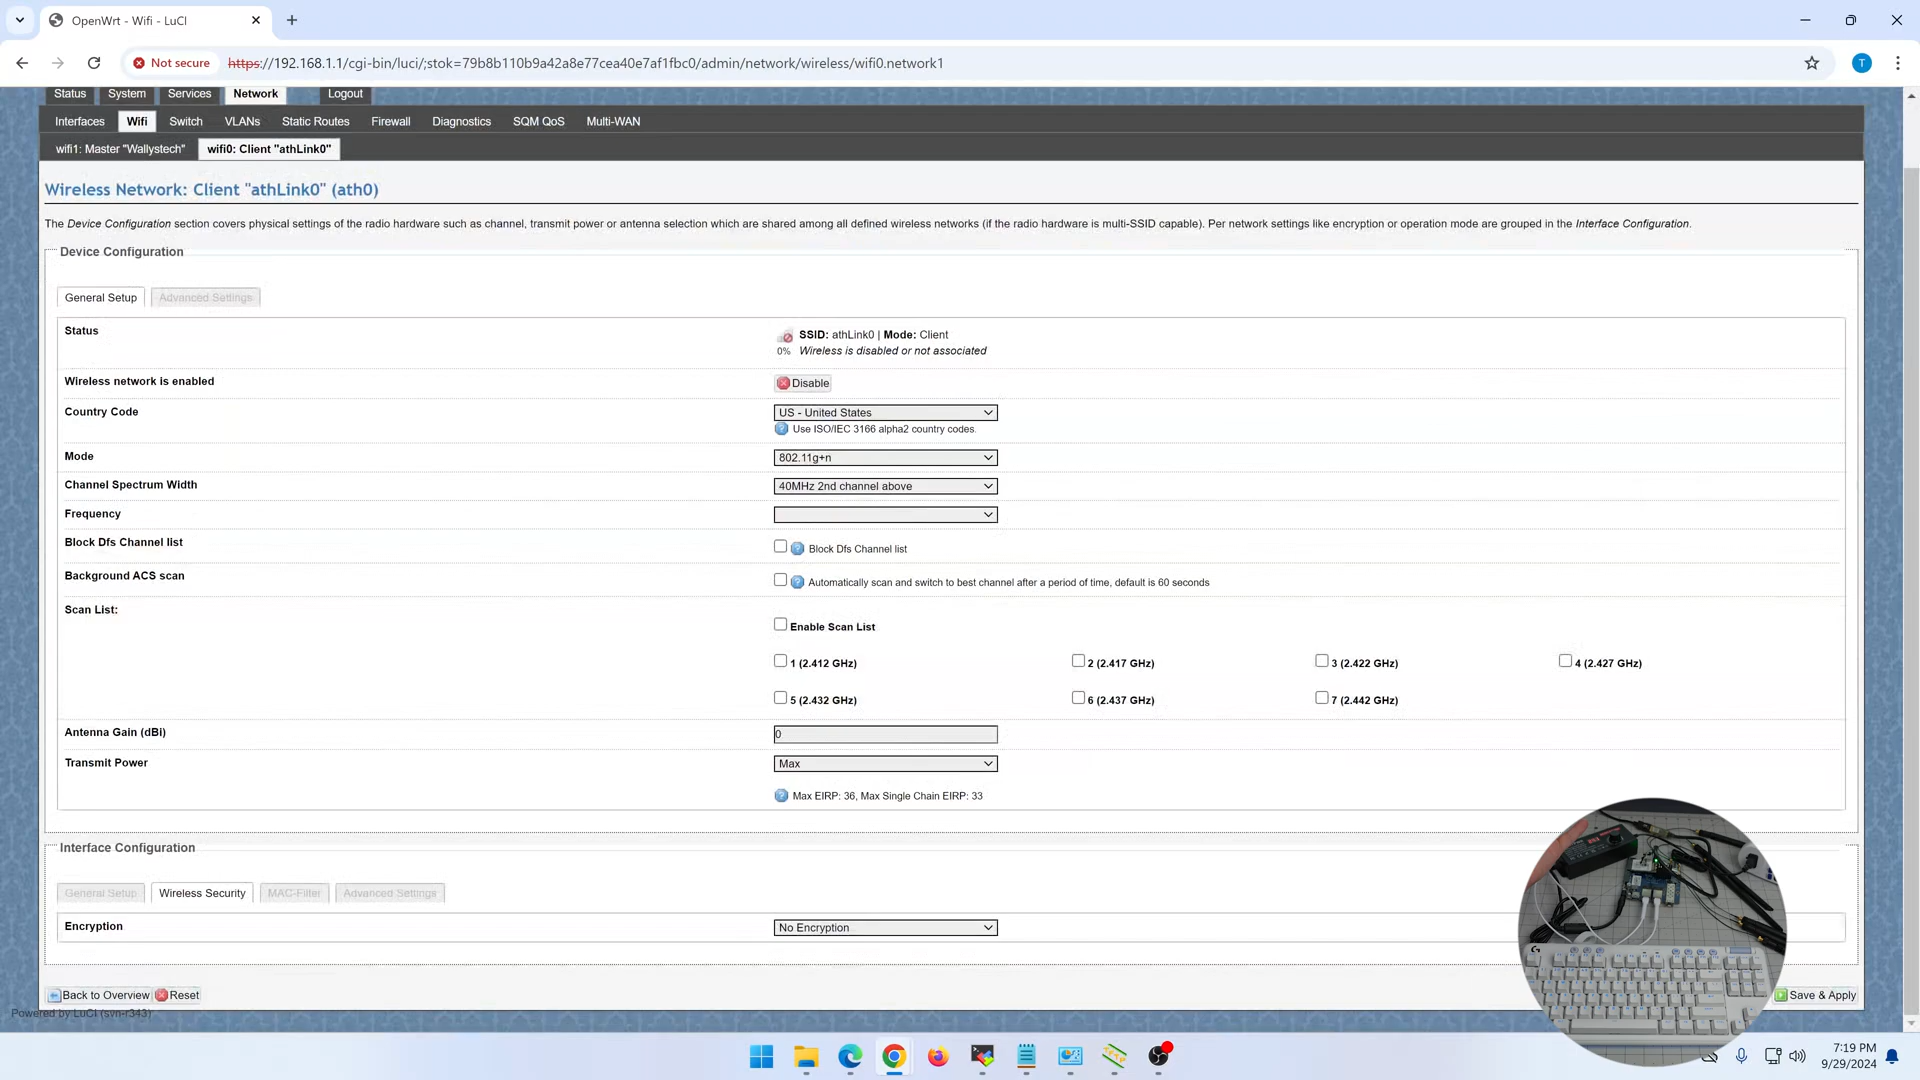 OpenWrt - Wifi - LuCI
Not secure https://192.168.1.1/cgi-bin/luci/;stok=79b8b110b9a42a8e77cea40e7af1fbc0/admin/network/wireless/wifi0.network1
T
Status System Services Network Logout
Interfaces Wifi Switch VLANs Static Routes Firewall Diagnostics SQM QoS Multi-WAN
wifi1: Master "Wallystech" wifi0: Client "athLink0"
Wireless Network: Client "athLink0" (ath0)
The Device Configuration section covers physical settings of the radio hardware such as channel, transmit power or antenna selection which are shared among all defined wireless networks (if the radio hardware is multi-SSID capable). Per network settings like encryption or operation mode are grouped in the Interface Configuration.
Device Configuration
General Setup Advanced Settings
Status
SSID: athLink0 | Mode: Client
0% Wireless is disabled or not associated
Wireless network is enabled Disable
Country Code US - United States
Use ISO/IEC 3166 alpha2 country codes.
Mode 802.11g+n
Channel Spectrum Width 40MHz 2nd channel above
Frequency
Block Dfs Channel list Block Dfs Channel list
Background ACS scan Automatically scan and switch to best channel after a period of time, default is 60 seconds
Scan List:
Enable Scan List
1 (2.412 GHz) 2 (2.417 GHz) 3 (2.422 GHz) 4 (2.427 GHz)
5 (2.432 GHz) 6 (2.437 GHz) 7 (2.442 GHz)
Antenna Gain (dBi) 0
Transmit Power Max
Max EIRP: 36, Max Single Chain EIRP: 33
Interface Configuration
General Setup Wireless Security MAC-Filter Advanced Settings
Encryption No Encryption
Back to Overview Reset Save & Apply
Powered by LuCI (svn-r343)
7:19 PM
9/29/2024